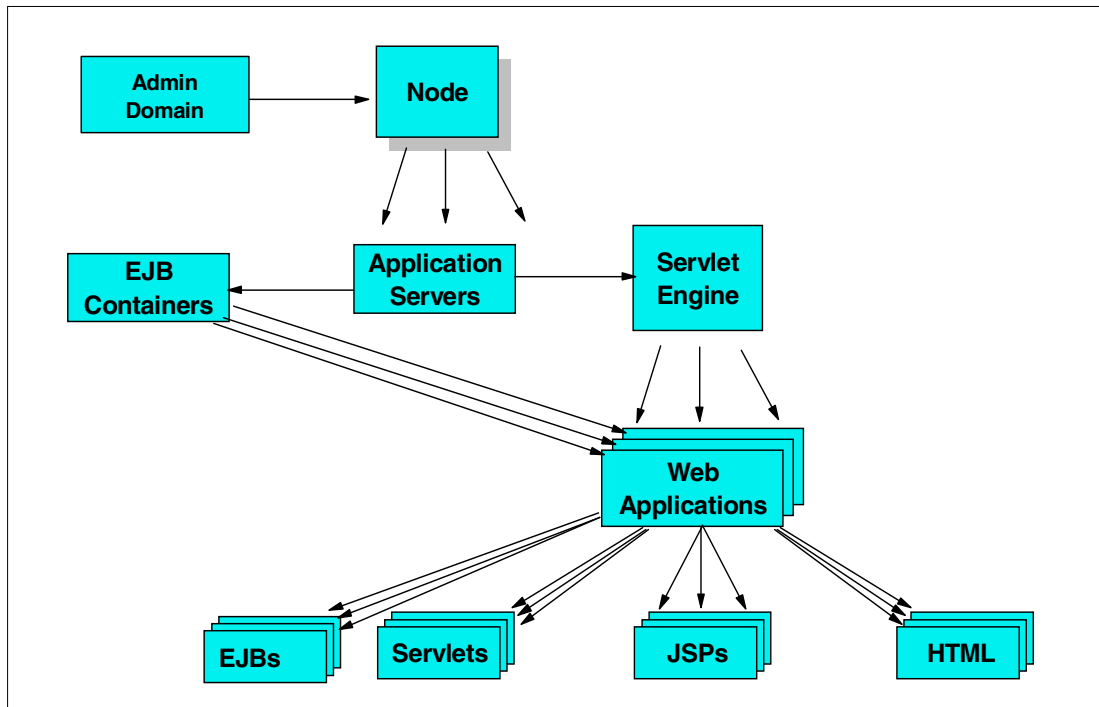 Admin
Domain
Node
EJB
Containers
Application
Servers
Servlet
Engine
Web
Applications
EJBs
Servlets
JSPs
HTML